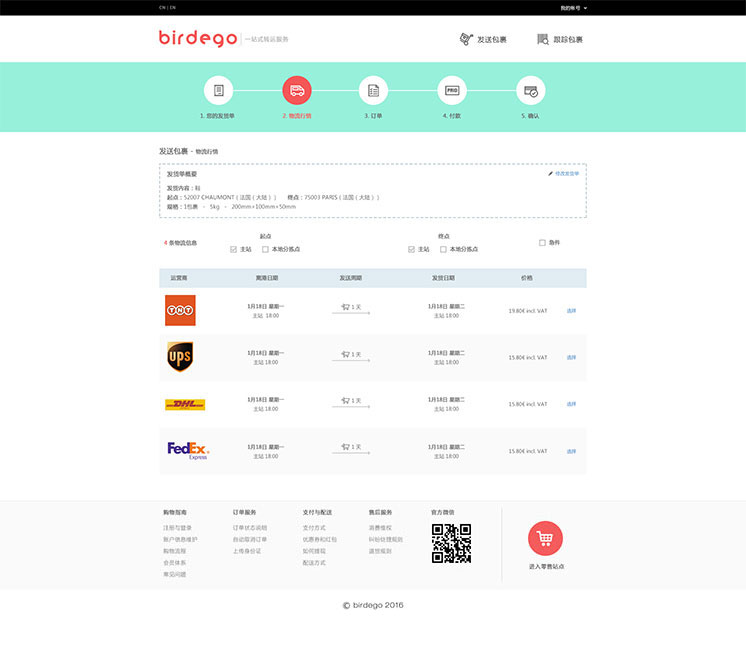 CN | EN
我的帐号
birdego 一站式转运服务
发送包裹
跟踪包裹
PRO
1. 您的发货单
2. 物流行情
3. 订单
4. 付款
5. 确认
发送包裹 - 物流行情
发货单概要
修改发货单
发货内容：鞋
起点：52007 CHAUMONT ( 法国 ( 大陆 ) ) 终点：75003 PARIS ( 法国 ( 大陆 ) )
规格：1包裹 - 5kg - 200mm×100mm×50mm
4 条物流信息
起点
主站
本地分拣点
终点
主站
本地分拣点
急件
运营商 离港日期 发送周期 发货日期 价格
TNT
1月18日 星期一
主站 18:00
1 天
1月18日 星期二
主站 18:00
19.80€ incl. VAT
选择
ups
1月18日 星期一
主站 18:00
1 天
1月18日 星期二
主站 18:00
15.80€ incl. VAT
选择
DHL
1月18日 星期一
主站 18:00
1 天
1月18日 星期二
主站 18:00
15.80€ incl. VAT
选择
FedEx
Express
1月18日 星期一
主站 18:00
1 天
1月18日 星期二
主站 18:00
15.80€ incl. VAT
选择
购物指南
注册与登录
账户信息维护
购物流程
会员体系
常见问题
订单服务
订单状态说明
自动取消订单
上传身份证
支付与配送
支付方式
优惠券和红包
如何提现
配送方式
售后服务
消费维权
纠纷处理规则
退货规则
官方微信
进入零售站点
© birdego 2016